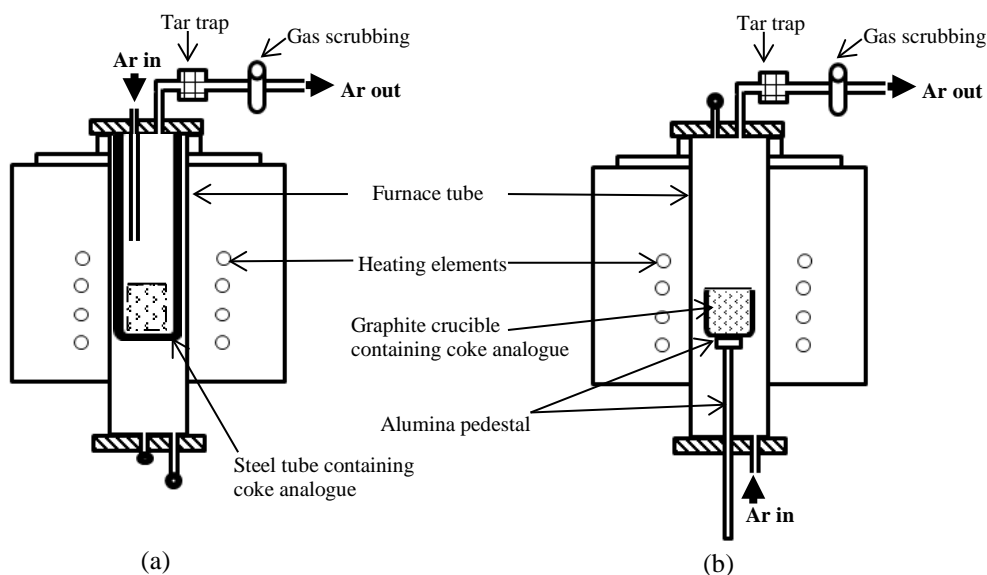 Tar trap
Gas scrubbing
Ar in
Ar out
Tar trap
Gas scrubbing
Ar out
Furnace tube
Heating elements
Graphite crucible
containing coke analogue
Alumina pedestal
Steel tube containing
coke analogue
Ar in
(a)
(b)